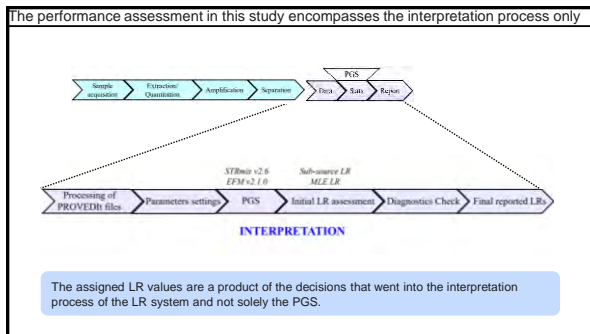 The performance assessment in this study encompasses the interpretation process only
PGS
Sample acquisition
Extraction/ Quantitation
Amplification
Separation
Data
Stats
Report
STRmix v2.6
EFM v2.1.0
Sub-source LR
MLE LR
Processing of PROVEDIt files
Parameters settings
PGS
Initial LR assessment
Diagnostics Check
Final reported LRs
INTERPRETATION
The assigned LR values are a product of the decisions that went into the interpretation
process of the LR system and not solely the PGS.